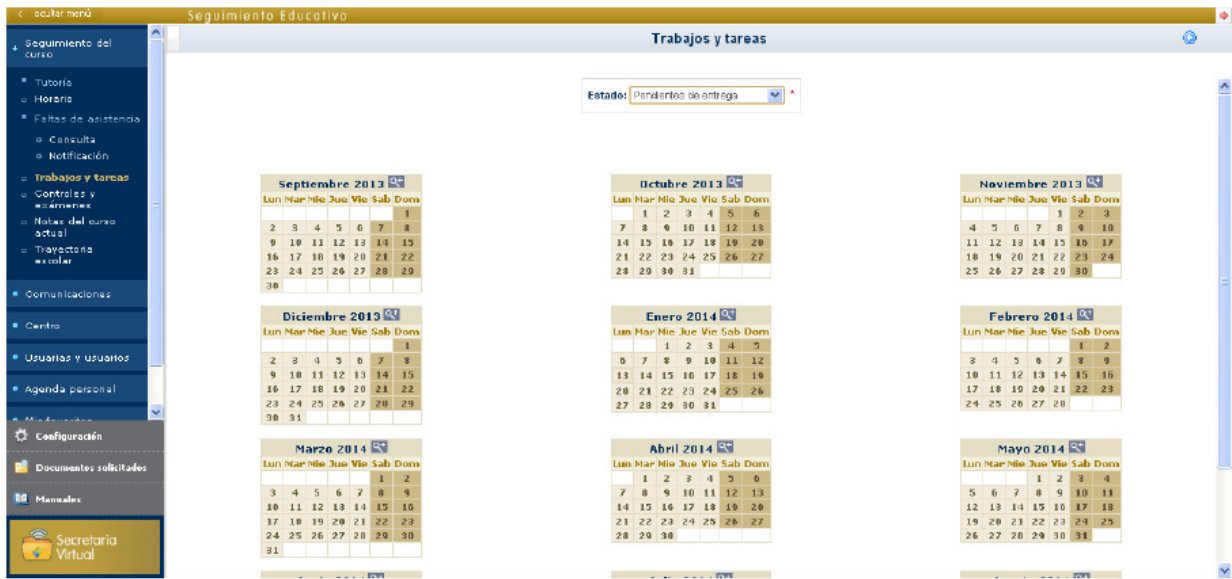 ocultar menú
Seguimiento Educativo
Seguimiento del
curso
Tutoría
Horario
Faltas de asistencia
Consulta
Notificación
Trabajos y tareas
Controles y
exámenes
Notas del curso
actual
Trayectoria
escolar
Comunicaciones
Centro
Usuarias y usuarios
Agenda personal
Configuración
Documentos solicitados
Manuales
Secretaria
Virtual
Trabajos y tareas
Estado: Pendientes de entrega *
Septiembre 2013
Lun Mar Mie Jue Vie Sab Dom
1
2 3 4 5 6 7 8
9 10 11 12 13 14 15
16 17 18 19 20 21 22
23 24 25 26 27 28 29
30
Octubre 2013
Lun Mar Mie Jue Vie Sab Dom
1 2 3 4 5 6
7 8 9 10 11 12 13
14 15 16 17 18 19 20
21 22 23 24 25 26 27
28 29 30 31
Noviembre 2013
Lun Mar Mie Jue Vie Sab Dom
1 2 3
4 5 6 7 8 9 10
11 12 13 14 15 16 17
18 19 20 21 22 23 24
25 26 27 28 29 30
Diciembre 2013
Lun Mar Mie Jue Vie Sab Dom
1
2 3 4 5 6 7 8
9 10 11 12 13 14 15
16 17 18 19 20 21 22
23 24 25 26 27 28 29
30 31
Enero 2014
Lun Mar Mie Jue Vie Sab Dom
1 2 3 4 5
6 7 8 9 10 11 12
13 14 15 16 17 18 19
20 21 22 23 24 25 26
27 28 29 30 31
Febrero 2014
Lun Mar Mie Jue Vie Sab Dom
1 2
3 4 5 6 7 8 9
10 11 12 13 14 15 16
17 18 19 20 21 22 23
24 25 26 27 28
Marzo 2014
Lun Mar Mie Jue Vie Sab Dom
1 2
3 4 5 6 7 8 9
10 11 12 13 14 15 16
17 18 19 20 21 22 23
24 25 26 27 28 29 30
31
Abril 2014
Lun Mar Mie Jue Vie Sab Dom
1 2 3 4 5 6
7 8 9 10 11 12 13
14 15 16 17 18 19 20
21 22 23 24 25 26 27
28 29 30
Mayo 2014
Lun Mar Mie Jue Vie Sab Dom
1 2 3 4
5 6 7 8 9 10 11
12 13 14 15 16 17 18
19 20 21 22 23 24 25
26 27 28 29 30 31